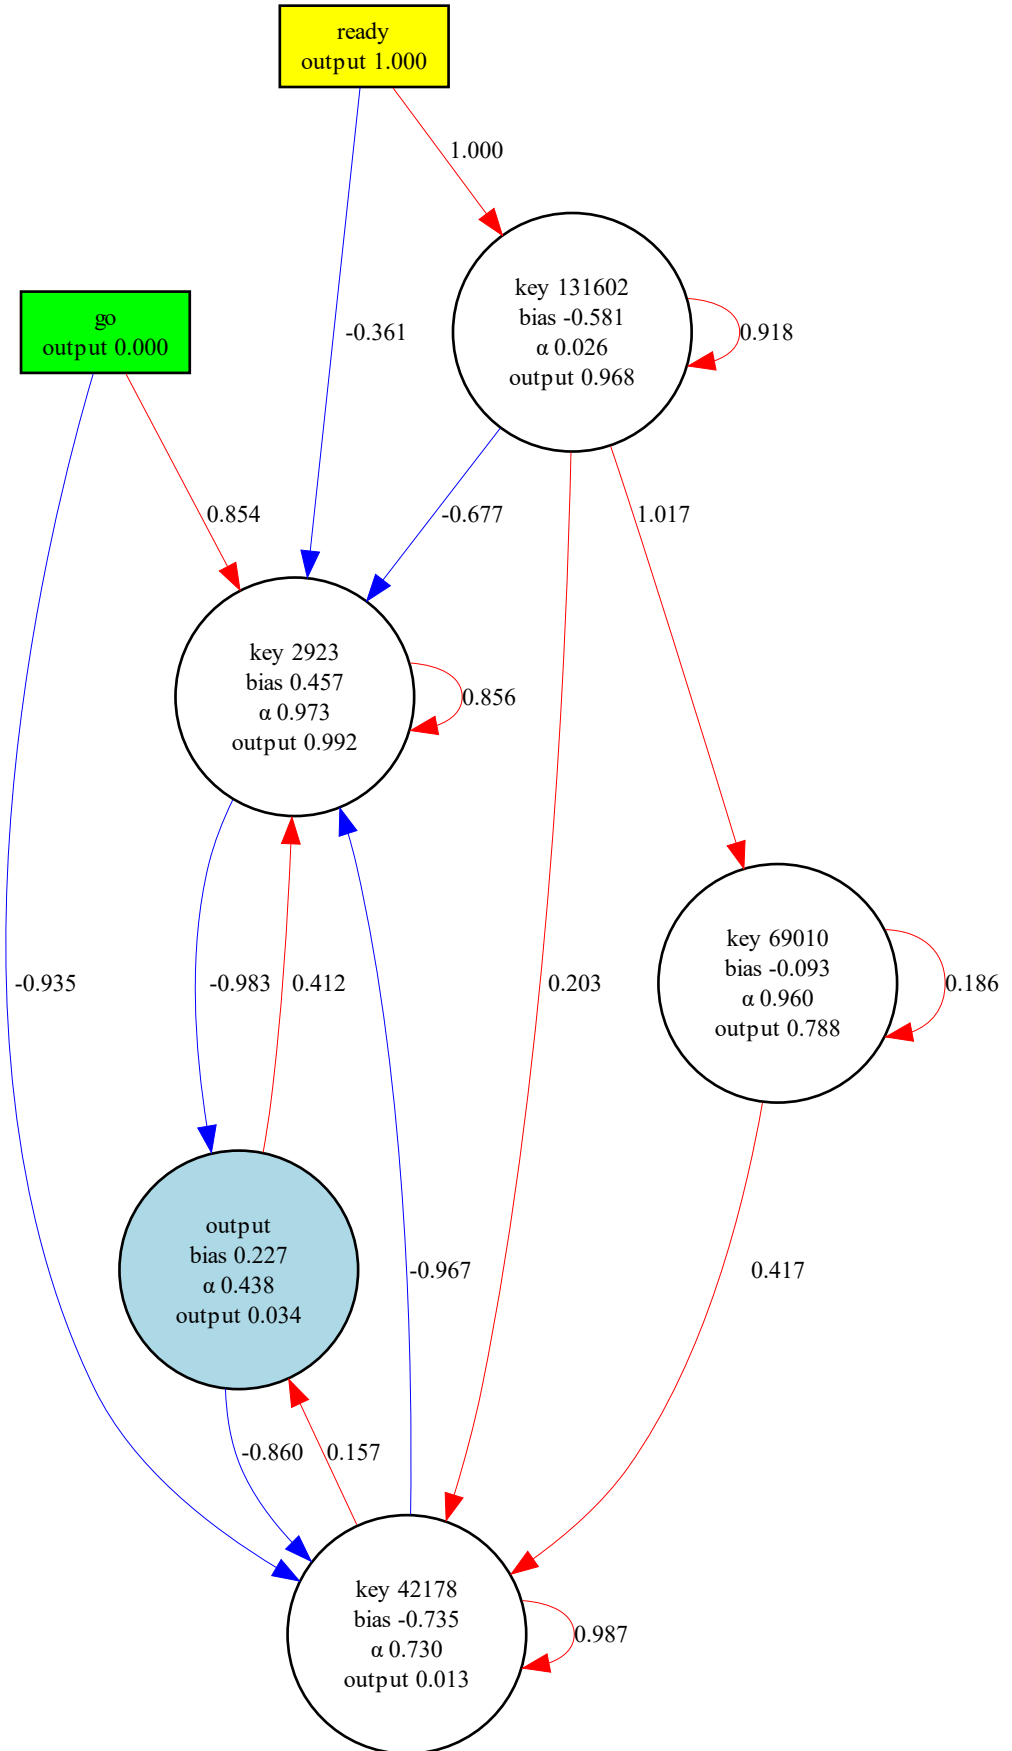 ready
output 1.000
1.000
key 131602
bias -0.581
α 0.026
output 0.968
0.918
go
output 0.000
-0.361
0.854
-0.677
1.017
key 2923
bias 0.457
α 0.973
output 0.992
0.856
key 69010
bias -0.093
α 0.960
output 0.788
0.186
-0.935
-0.983
0.412
0.203
output
bias 0.227
α 0.438
output 0.034
-0.967
0.417
-0.860
0.157
key 42178
bias -0.735
α 0.730
output 0.013
0.987